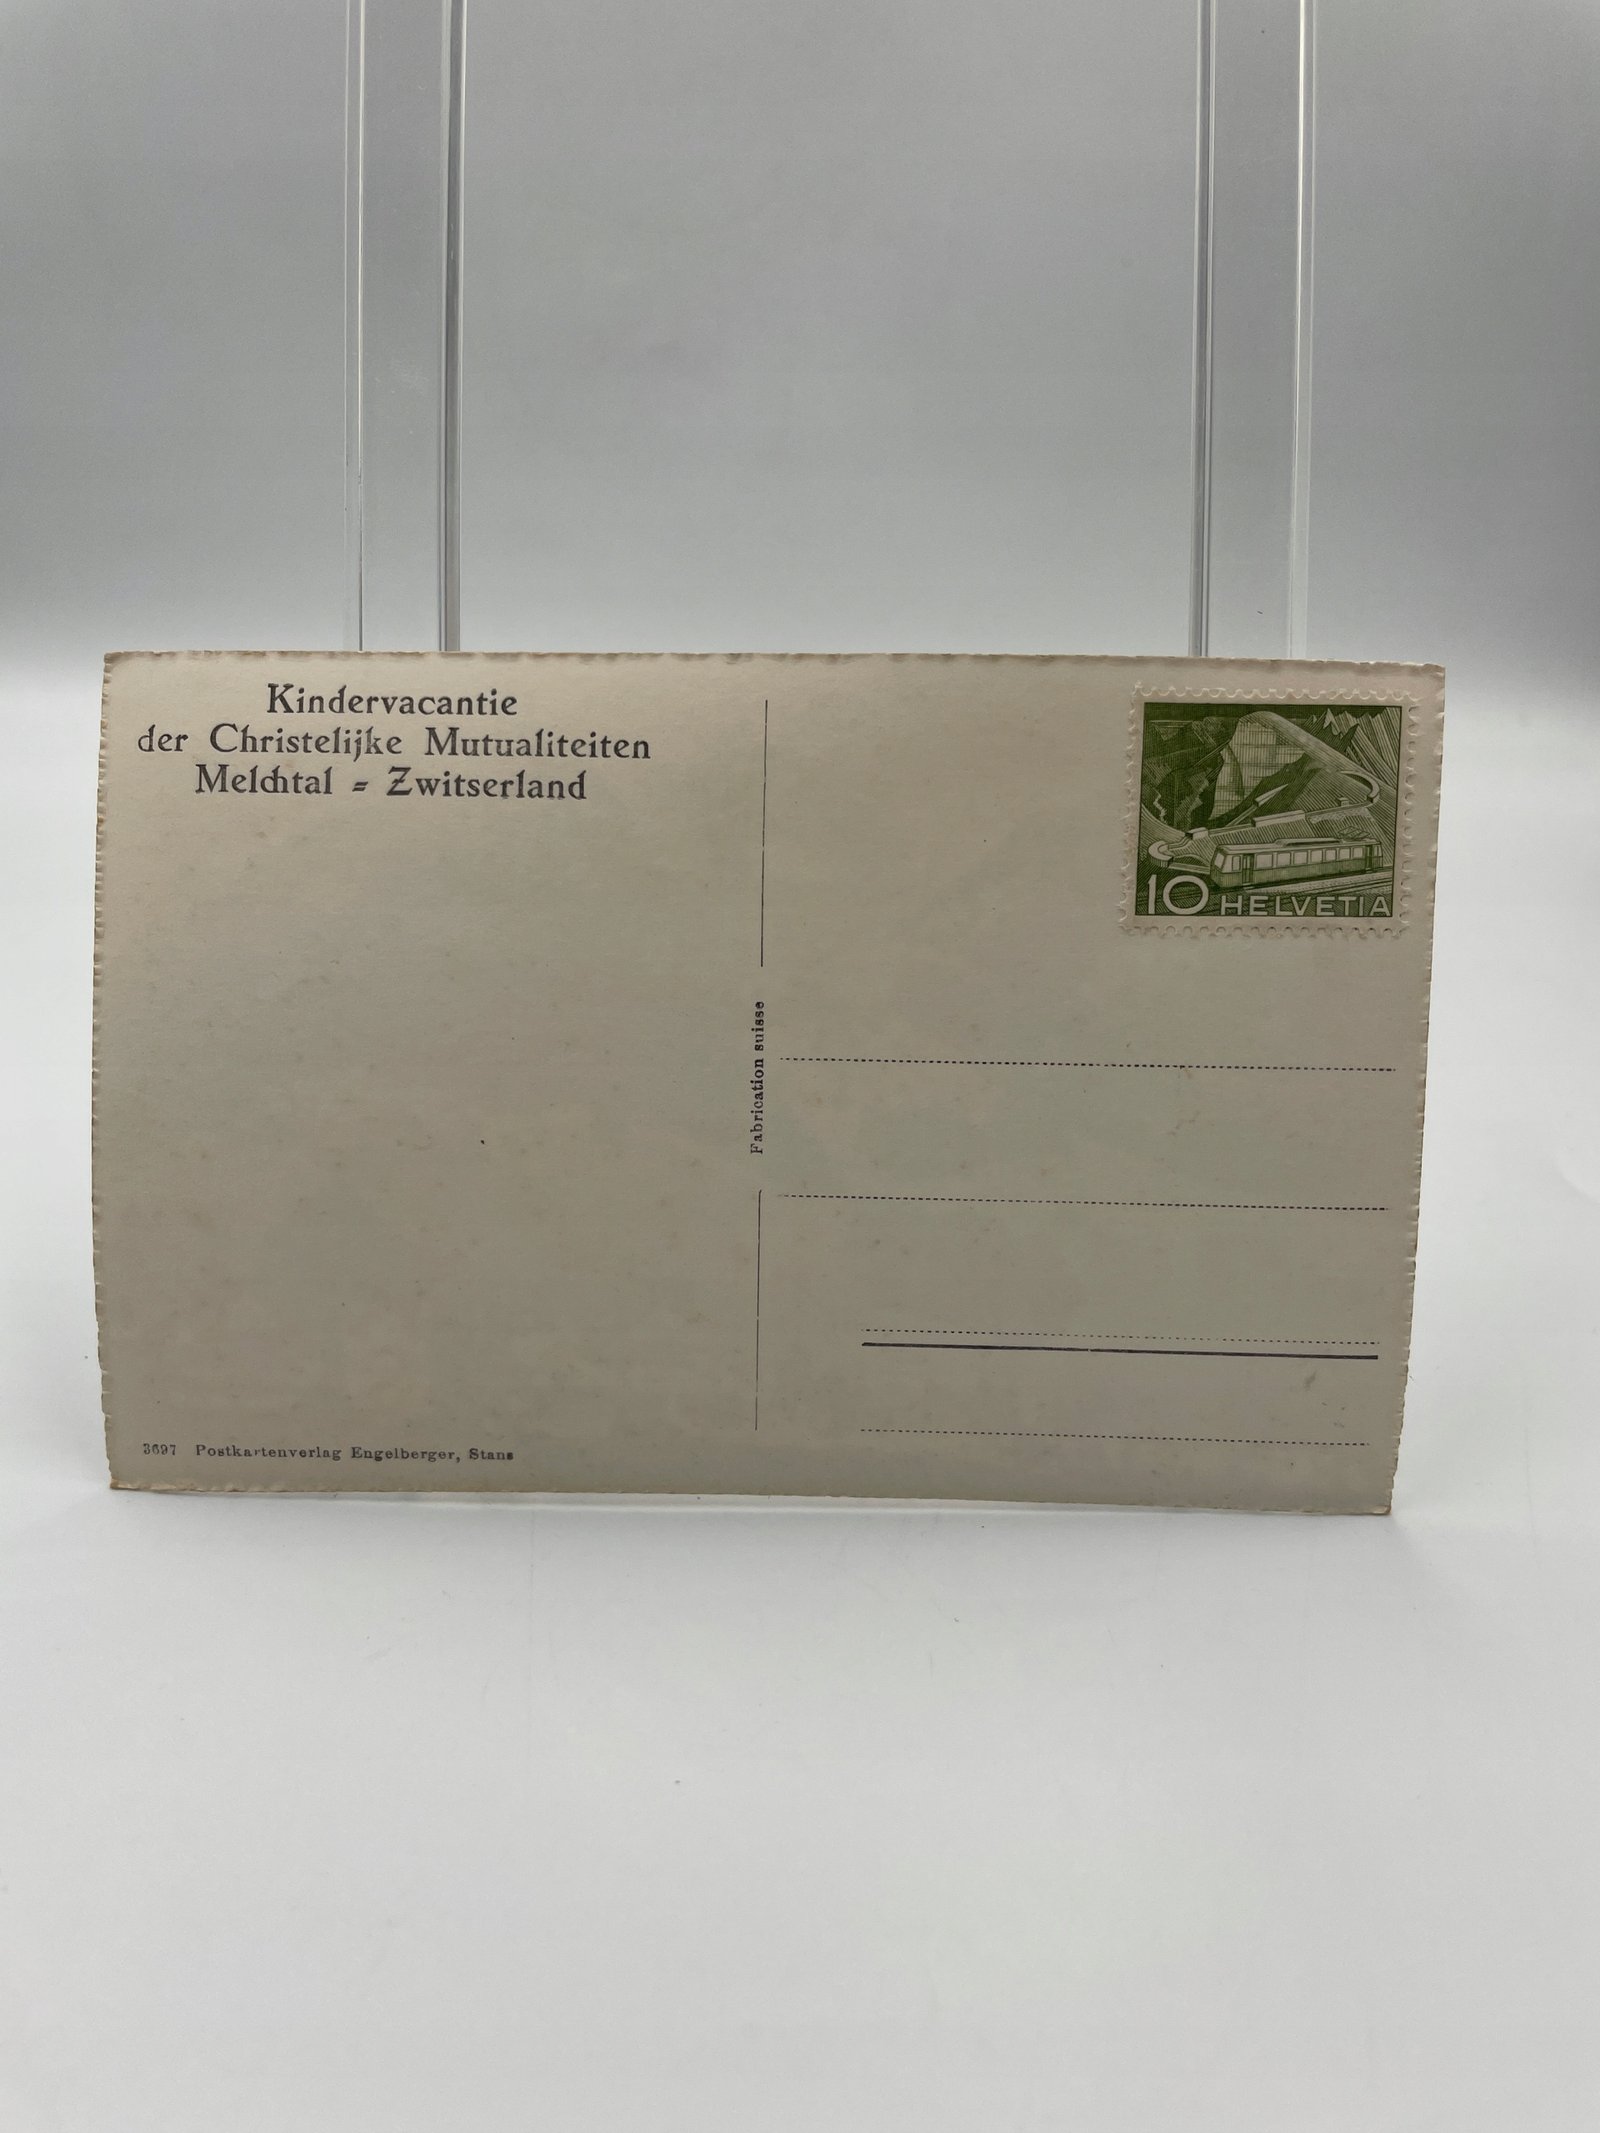 Kindervacantie
der Christelijke Mutualiteiten
Melchtal = Zwitserland
10 HELVETIA
Fabrication suisse
3697 Postkartenverlag Engelberger, Stans